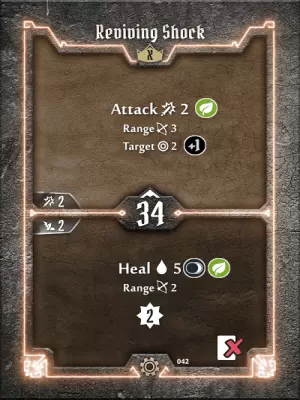 Reviving Shock
X
Attack 2
Range 3
Target 2 +1
2
34
2
Heal 5
Range 2
2
042